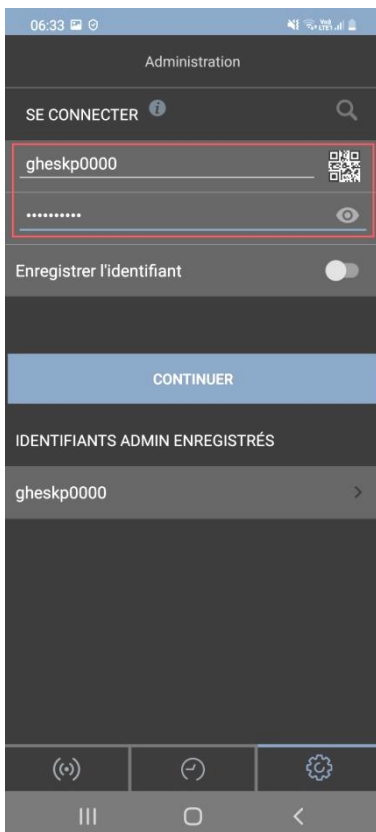 06:33
Administration
SE CONNECTER
gheskp0000
••••••••••
Enregistrer l'identifiant
CONTINUER
IDENTIFIANTS ADMIN ENREGISTRÉS
gheskp0000